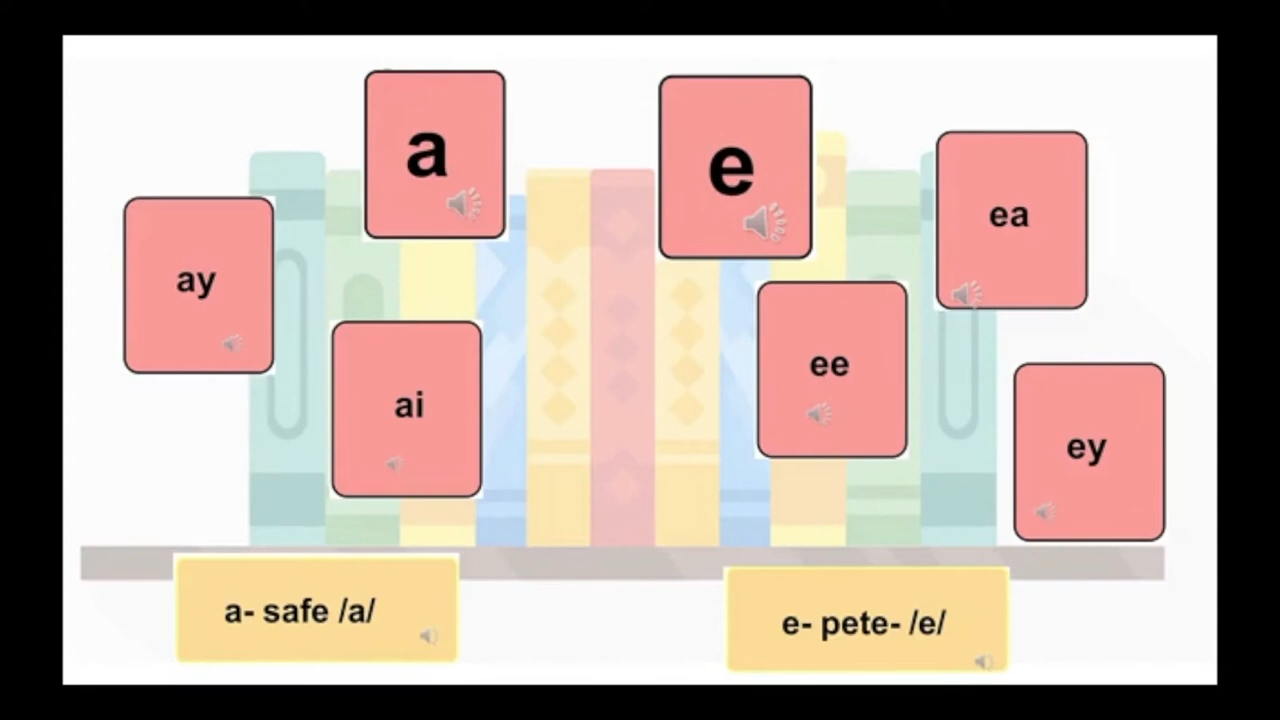 a
e
ea
ay
ee
ai
ey
a- safe /a/
e- pete- /e/